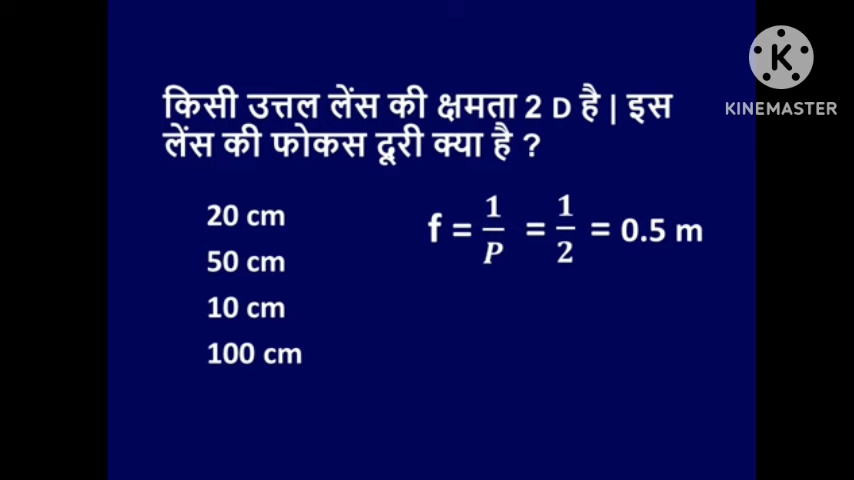 किसी उत्तल लेंस की क्षमता 2 D है | इस
लेंस की फोकस दूरी क्या है ?
20 cm
50 cm
10 cm
100 cm
f = 1/P = 1/2 = 0.5 m
K
KINEMASTER